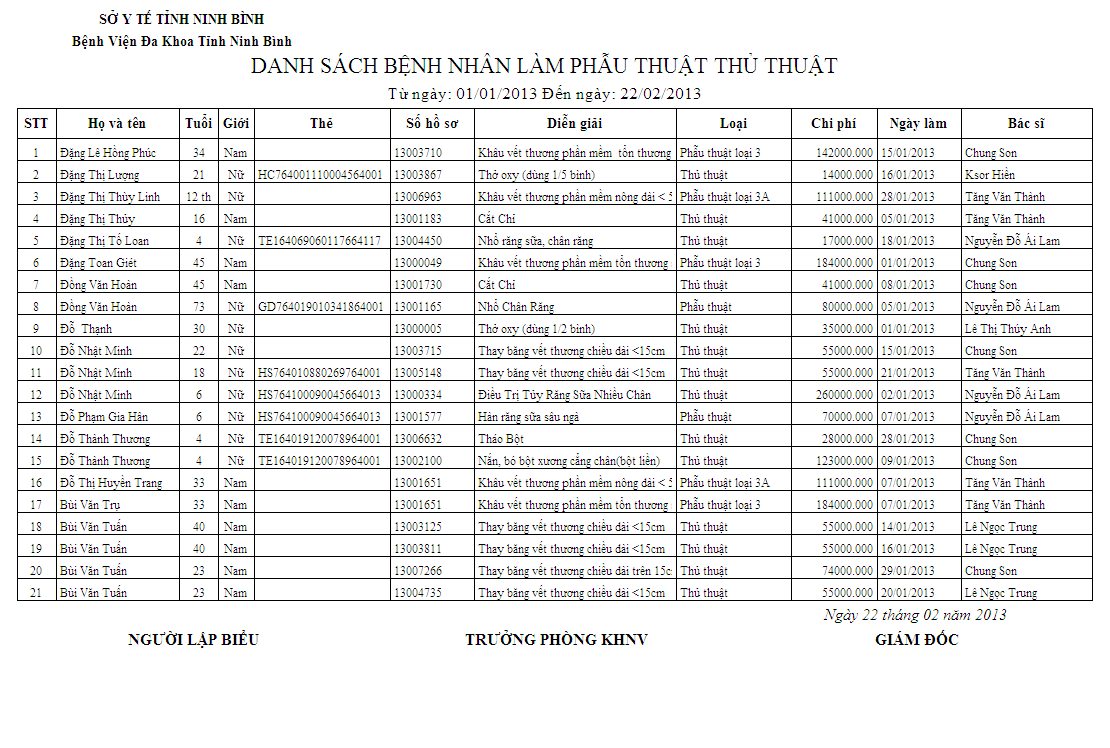 SỞ Y TẾ TỈNH NINH BÌNH
Bệnh Viện Đa Khoa Tỉnh Ninh Bình
DANH SÁCH BỆNH NHÂN LÀM PHẪU THUẬT THỦ THUẬT
Từ ngày: 01/01/2013 Đến ngày: 22/02/2013
STT Họ và tên Tuổi Giới Thẻ Số hồ sơ Diễn giải Loại Chi phí Ngày làm Bác sĩ
1 Đặng Lê Hồng Phúc 34 Nam 13003710 Khâu vết thương phần mềm tổn thương Phẫu thuật loại 3 142000.000 15/01/2013 Chung Son
2 Đặng Thị Lượng 21 Nữ HC764001110004564001 13003867 Thở oxy (dùng 1/5 bình) Thủ thuật 14000.000 16/01/2013 Ksor Hiền
3 Đặng Thị Thùy Linh 12 th Nữ 13006963 Khâu vết thương phần mềm nông dài < 5 Phẫu thuật loại 3A 111000.000 28/01/2013 Tăng Văn Thành
4 Đặng Thị Thủy 16 Nam 13001183 Cắt Chỉ Thủ thuật 41000.000 05/01/2013 Tăng Văn Thành
5 Đặng Thị Tố Loan 4 Nữ TE164069060117664117 13004450 Nhổ răng sữa, chân răng Thủ thuật 17000.000 18/01/2013 Nguyễn Đỗ Ái Lam
6 Đặng Toan Giét 45 Nam 13000049 Khâu vết thương phần mềm tổn thương Phẫu thuật loại 3 184000.000 01/01/2013 Chung Son
7 Đồng Văn Hoàn 45 Nam 13001730 Cắt Chỉ Thủ thuật 41000.000 08/01/2013 Chung Son
8 Đồng Văn Hoàn 73 Nữ GD764019010341864001 13001165 Nhổ Chân Răng Phẫu thuật 80000.000 05/01/2013 Nguyễn Đỗ Ái Lam
9 Đỗ Thạnh 30 Nữ 13000005 Thở oxy (dùng 1/2 bình) Thủ thuật 35000.000 01/01/2013 Lê Thị Thúy Anh
10 Đỗ Nhật Minh 22 Nữ 13003715 Thay băng vết thương chiều dài <15cm Thủ thuật 55000.000 15/01/2013 Chung Son
11 Đỗ Nhật Minh 18 Nữ HS764010880269764001 13005148 Thay băng vết thương chiều dài <15cm Thủ thuật 55000.000 21/01/2013 Tăng Văn Thành
12 Đỗ Nhật Minh 6 Nữ HS764100090045664013 13000334 Điều Trị Tủy Răng Sữa Nhiều Chân Thủ thuật 260000.000 02/01/2013 Nguyễn Đỗ Ái Lam
13 Đỗ Phạm Gia Hân 6 Nữ HS764100090045664013 13001577 Hàn răng sữa sâu ngà Phẫu thuật 70000.000 07/01/2013 Nguyễn Đỗ Ái Lam
14 Đỗ Thành Thương 4 Nữ TE164019120078964001 13006632 Tháo Bột Thủ thuật 28000.000 28/01/2013 Chung Son
15 Đỗ Thành Thương 4 Nữ TE164019120078964001 13002100 Nắn, bó bột xương cẳng chân(bột liền) Thủ thuật 123000.000 09/01/2013 Chung Son
16 Đỗ Thị Huyền Trang 33 Nam 13001651 Khâu vết thương phần mềm nông dài < 5 Phẫu thuật loại 3A 111000.000 07/01/2013 Tăng Văn Thành
17 Bùi Văn Trụ 33 Nam 13001651 Khâu vết thương phần mềm tổn thương Phẫu thuật loại 3 184000.000 07/01/2013 Tăng Văn Thành
18 Bùi Văn Tuấn 40 Nam 13003125 Thay băng vết thương chiều dài <15cm Thủ thuật 55000.000 14/01/2013 Lê Ngọc Trung
19 Bùi Văn Tuấn 40 Nam 13003811 Thay băng vết thương chiều dài <15cm Thủ thuật 55000.000 16/01/2013 Lê Ngọc Trung
20 Bùi Văn Tuấn 23 Nam 13007266 Thay băng vết thương chiều dài trên 15c Thủ thuật 74000.000 29/01/2013 Chung Son
21 Bùi Văn Tuấn 23 Nam 13004735 Thay băng vết thương chiều dài <15cm Thủ thuật 55000.000 20/01/2013 Lê Ngọc Trung
Ngày 22 tháng 02 năm 2013
NGƯỜI LẬP BIỂU TRƯỞNG PHÒNG KHNV GIÁM ĐỐC